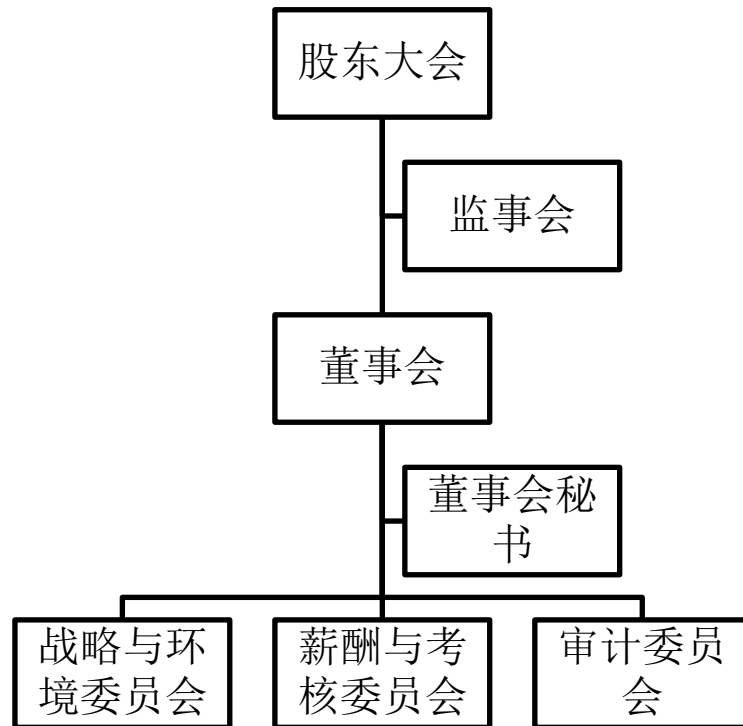 股东大会
监事会
董事会
董事会秘
书
战略与环
境委员会
薪酬与考
核委员会
审计委员
会